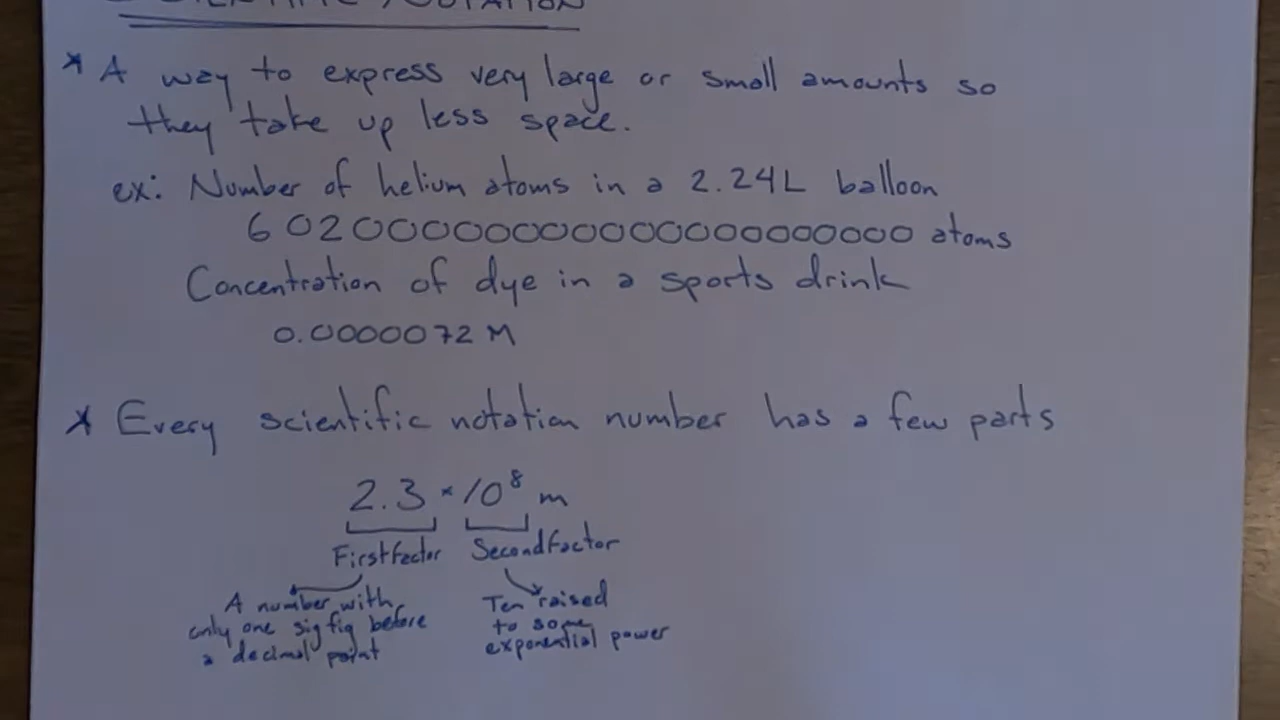 NOTATION
* A way to express very large or small amounts so
they take up less space.
ex: Number of helium atoms in a 2.24L balloon
60200000000000000000000 atoms
Concentration of dye in a sports drink
0.0000072 M
* Every scientific notation number has a few parts
2.3 × 10⁸ m
First factor Second factor
A number with
only one sig fig before
a decimal point
Ten raised
to some
exponential power